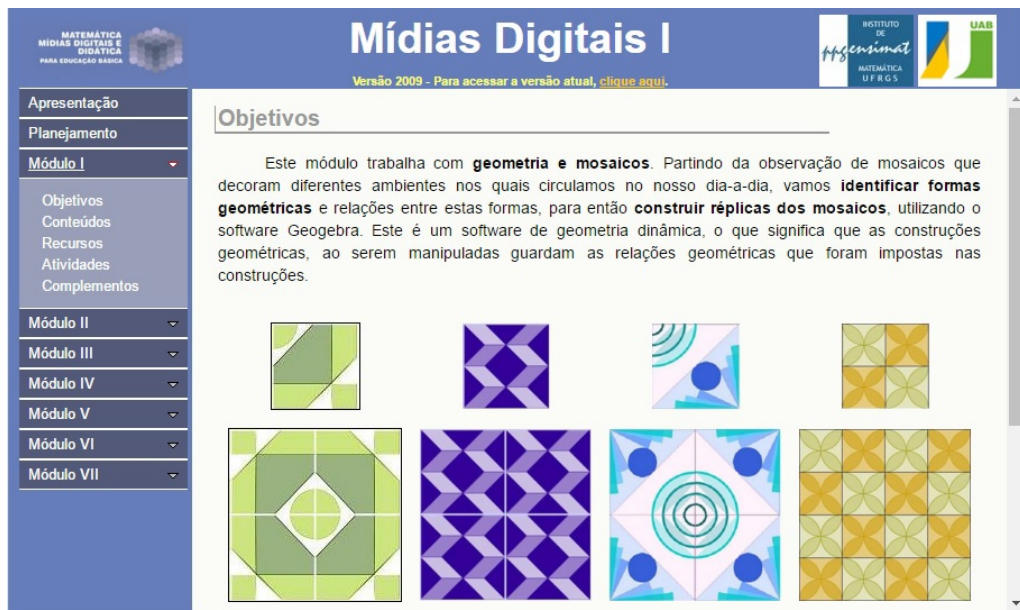 MATEMÁTICA
MÍDIAS DIGITAIS E
DIDÁTICA
PARA EDUCAÇÃO BÁSICA
Mídias Digitais I
Versão 2009 - Para acessar a versão atual, clique aqui.
INSTITUTO
DE
ppgensimat
MATEMÁTICA
UFRGS
UAB
Apresentação
Planejamento
Módulo I
Objetivos
Conteúdos
Recursos
Atividades
Complementos
Módulo II
Módulo III
Módulo IV
Módulo V
Módulo VI
Módulo VII
Objetivos
Este módulo trabalha com geometria e mosaicos. Partindo da observação de mosaicos que
decoram diferentes ambientes nos quais circulamos no nosso dia-a-dia, vamos identificar formas
geométricas e relações entre estas formas, para então construir réplicas dos mosaicos, utilizando o
software Geogebra. Este é um software de geometria dinâmica, o que significa que as construções
geométricas, ao serem manipuladas guardam as relações geométricas que foram impostas nas
construções.